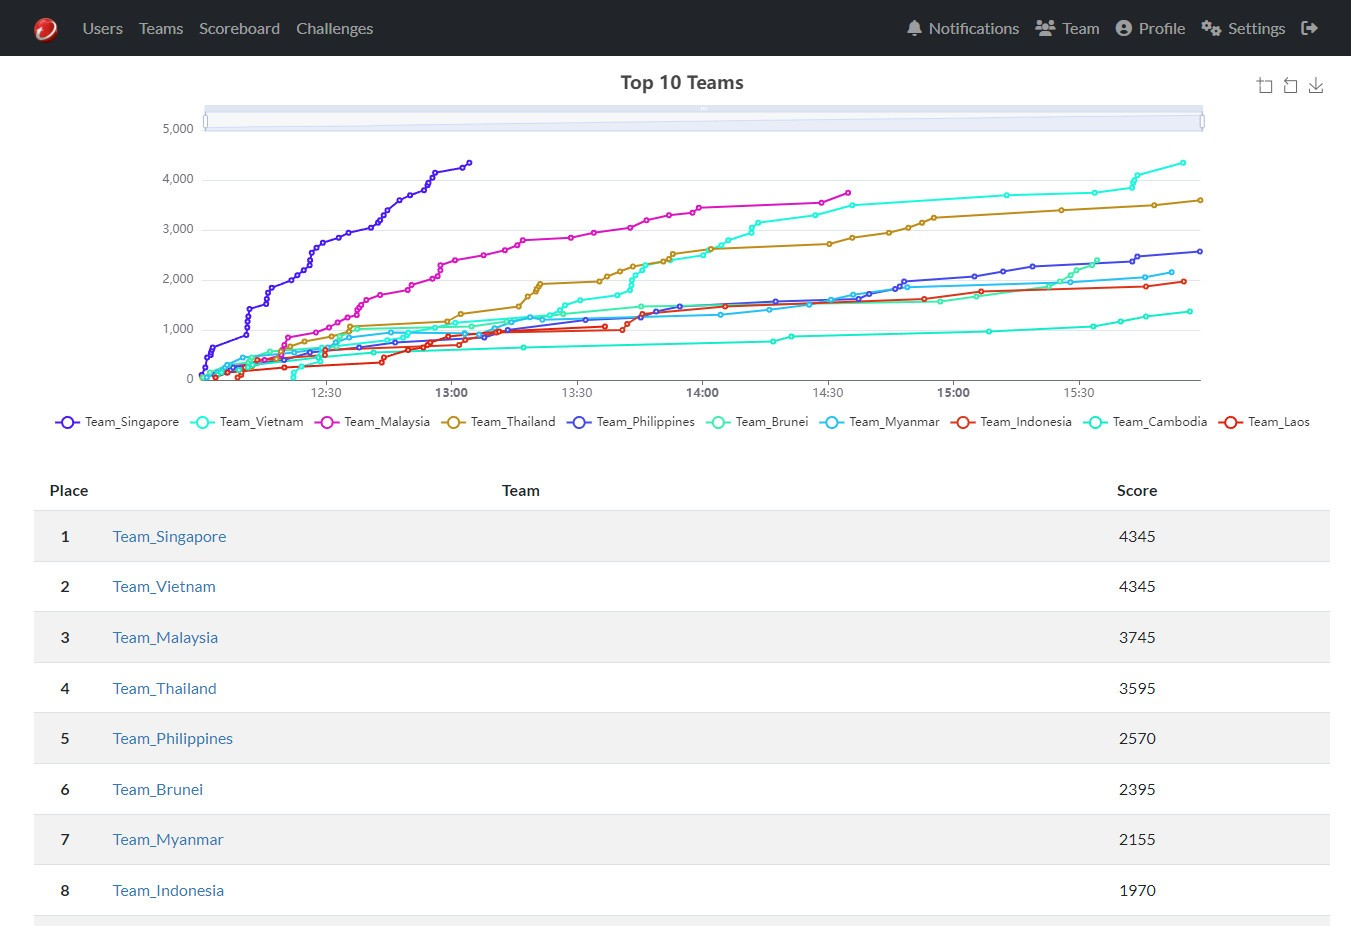 Users Teams Scoreboard Challenges Notifications Team Profile Settings
Top 10 Teams
5,000
4,000
3,000
2,000
1,000
0
12:30 13:00 13:30 14:00 14:30 15:00 15:30
Team_Singapore Team_Vietnam Team_Malaysia Team_Thailand Team_Philippines Team_Brunei Team_Myanmar Team_Indonesia Team_Cambodia Team_Laos
Place Team Score
1 Team_Singapore 4345
2 Team_Vietnam 4345
3 Team_Malaysia 3745
4 Team_Thailand 3595
5 Team_Philippines 2570
6 Team_Brunei 2395
7 Team_Myanmar 2155
8 Team_Indonesia 1970